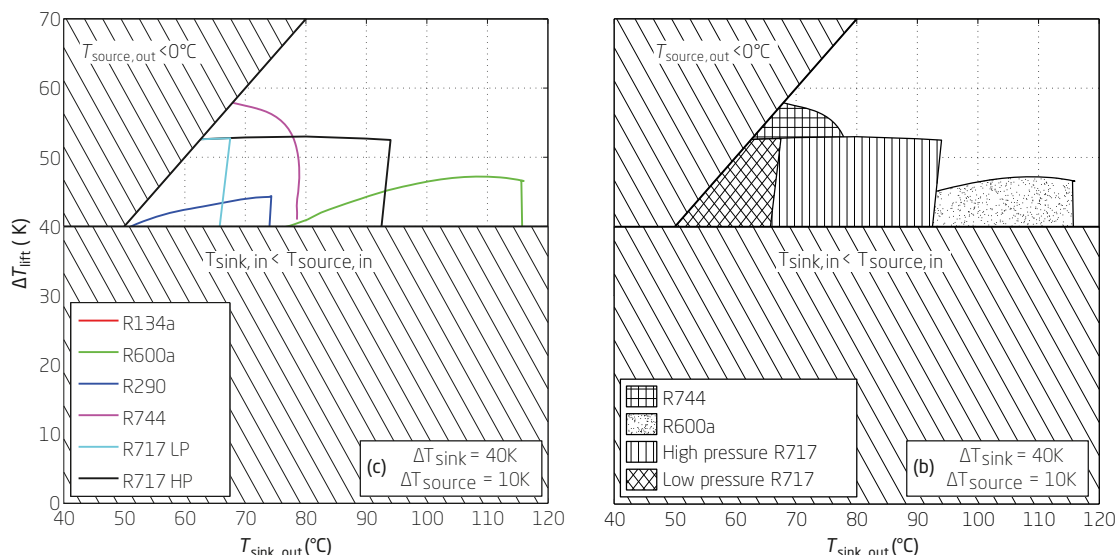 70
60
50
40
30
20
10
0
ΔT_lift ( K)
T_source, out <0°C
T_sink, in < T_source, in
R134a
R600a
R290
R744
R717 LP
R717 HP
(c)
ΔT_sink = 40K
ΔT_source = 10K
40 50 60 70 80 90 100 110 120
T_sink, out (°C)
T_source, out <0°C
T_sink, in < T_source, in
R744
R600a
High pressure R717
Low pressure R717
(b)
ΔT_sink = 40K
ΔT_source = 10K
40 50 60 70 80 90 100 110 120
T_sink, out (°C)